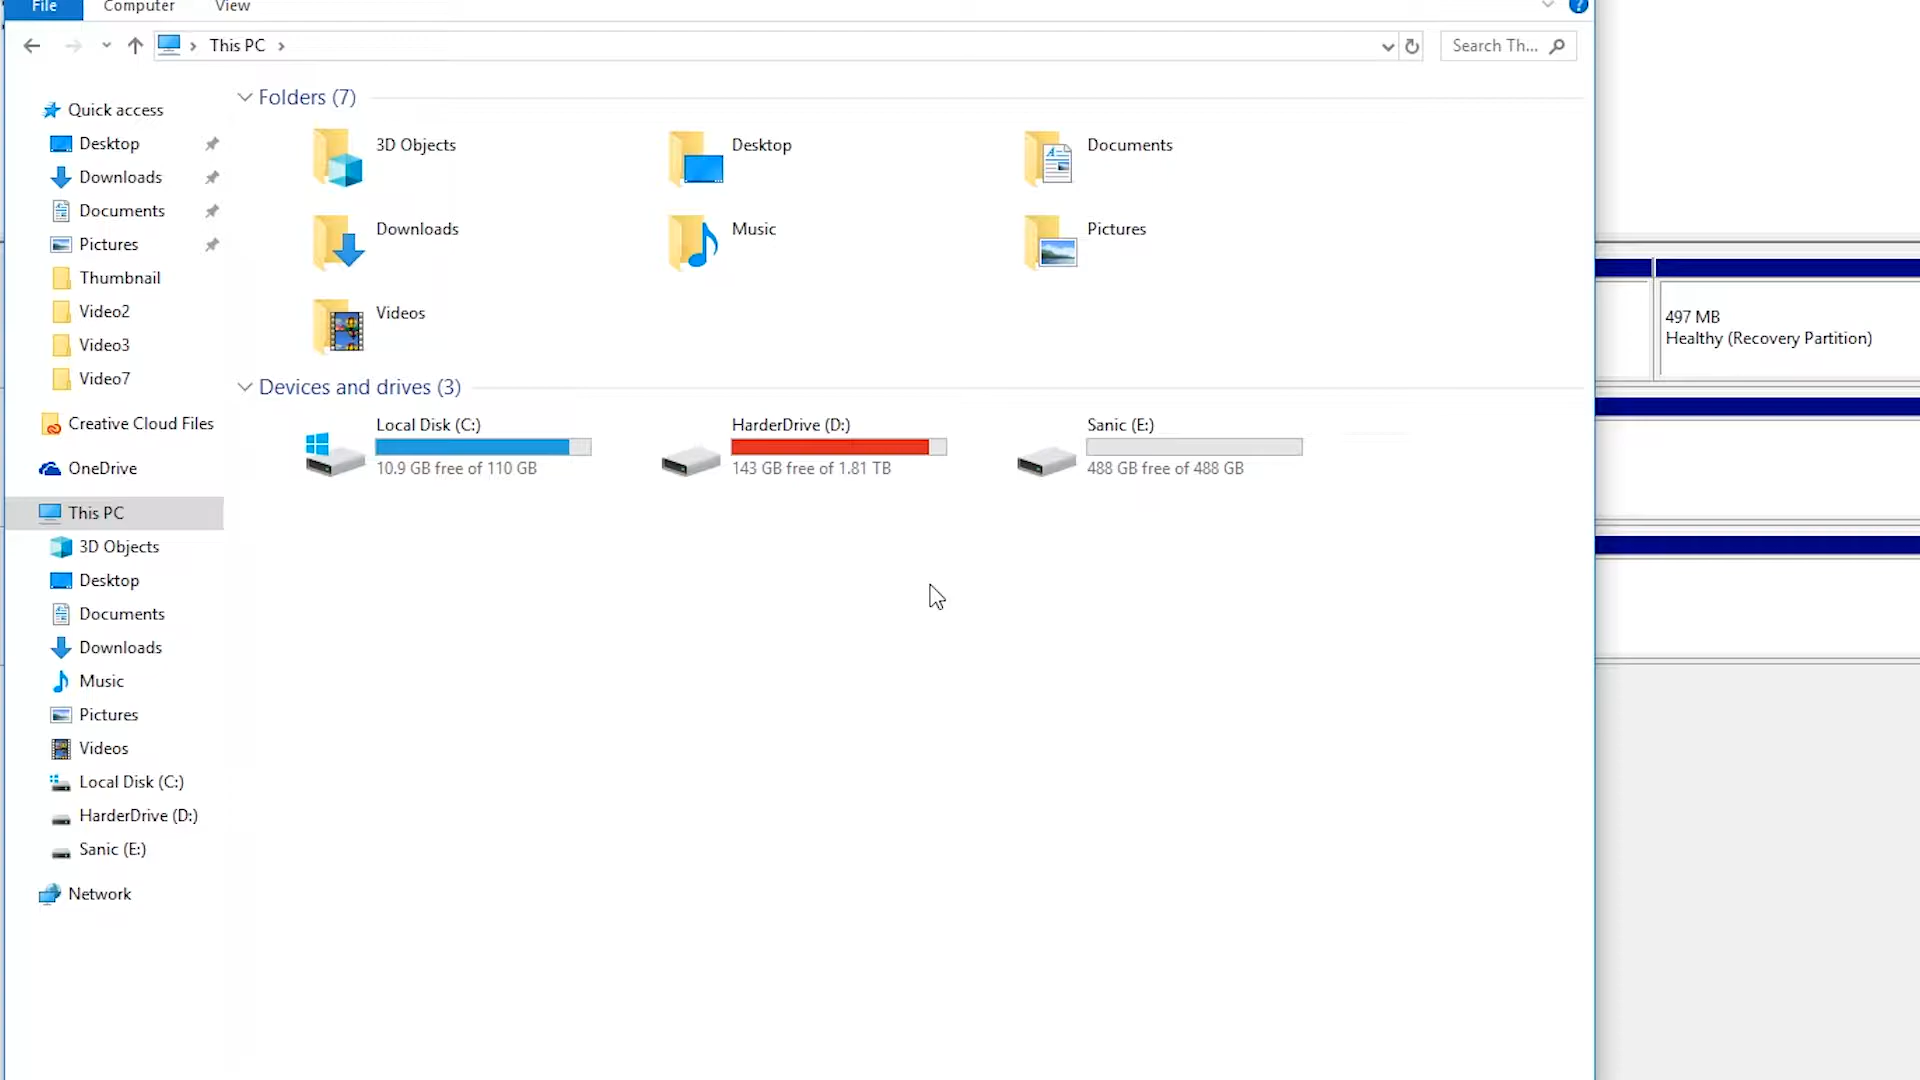 File Computer View
This PC Search Th...
Quick access
Desktop
Downloads
Documents
Pictures
Thumbnail
Video2
Video3
Video7
Creative Cloud Files
OneDrive
This PC
3D Objects
Desktop
Documents
Downloads
Music
Pictures
Videos
Local Disk (C:)
HarderDrive (D:)
Sanic (E:)
Network
Folders (7)
3D Objects Desktop Documents
Downloads Music Pictures
Videos
Devices and drives (3)
Local Disk (C:)
10.9 GB free of 110 GB
HarderDrive (D:)
143 GB free of 1.81 TB
Sanic (E:)
488 GB free of 488 GB
497 MB
Healthy (Recovery Partition)